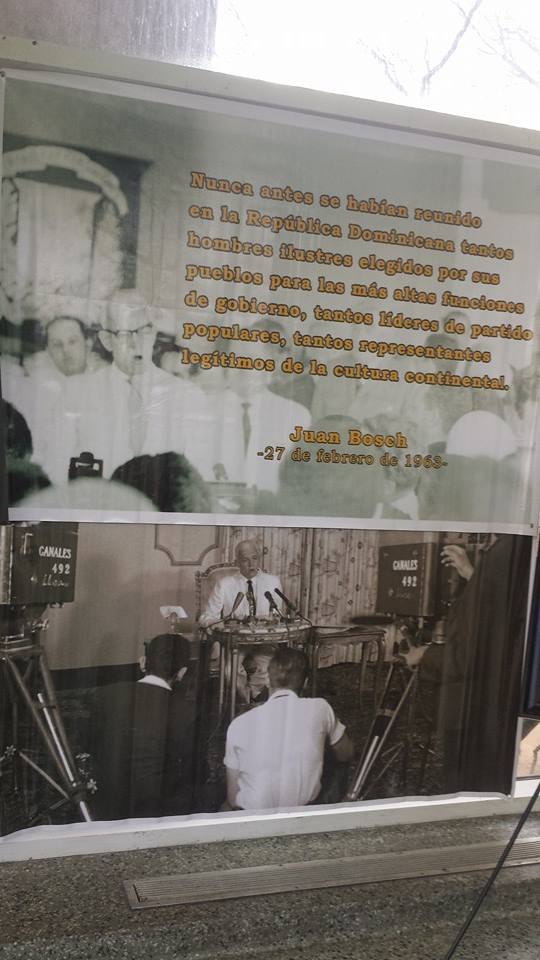 Nunca antes se habían reunido
en la República Dominicana tantos
hombres ilustres elegidos por sus
pueblos para las más altas funciones
de gobierno, tantos líderes de partido
populares, tantos representantes
legítimos de la cultura continental.
Juan Bosch
-27 de febrero de 1963-
CANALES
492
CANALES
492